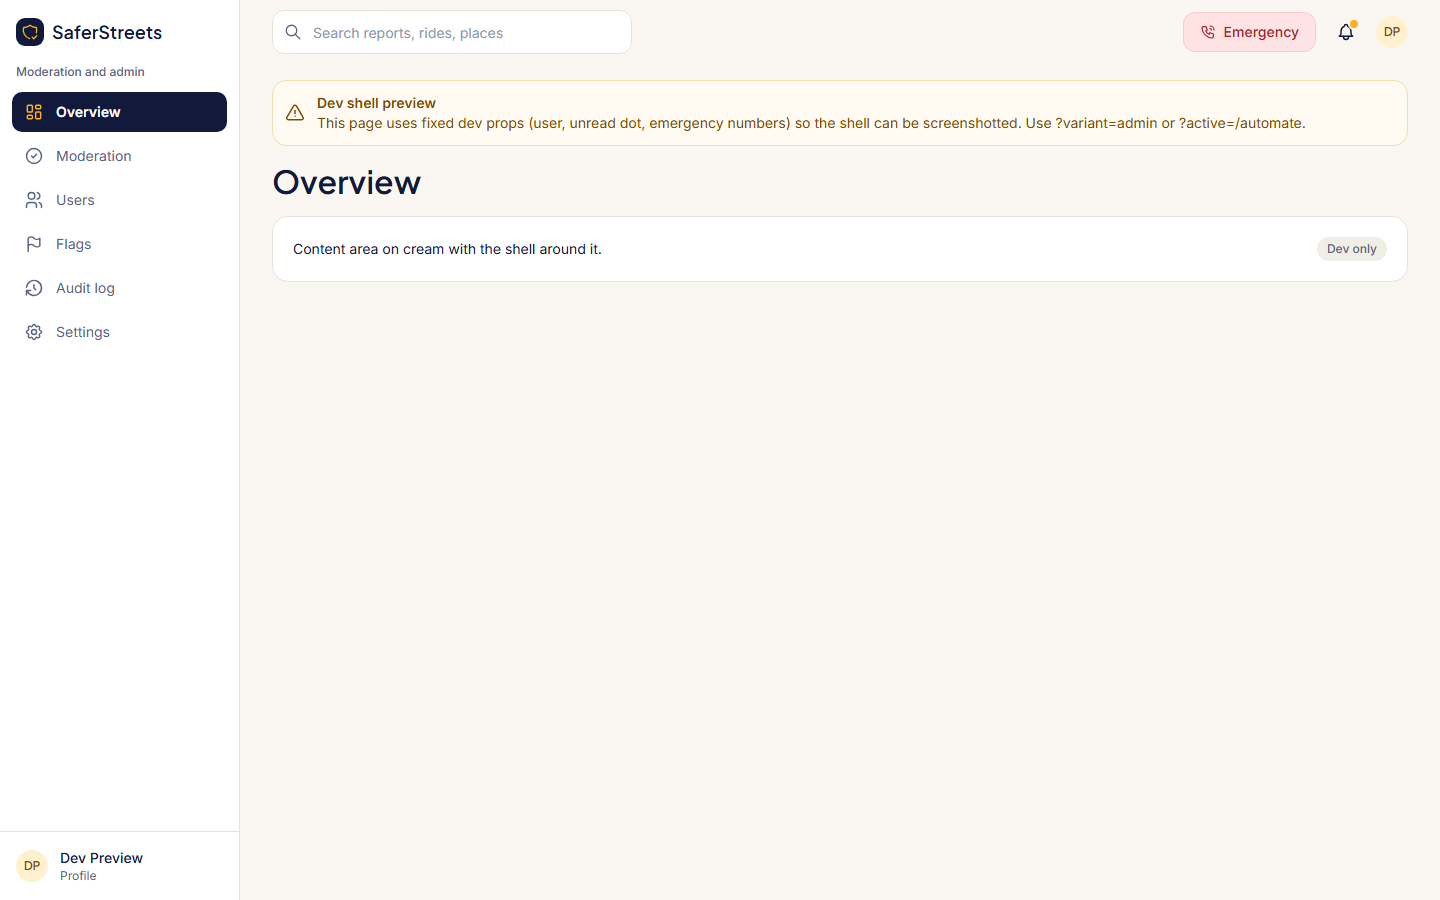 SaferStreets
Moderation and admin
Overview
Moderation
Users
Flags
Audit log
Settings
DP
Dev Preview
Profile
Search reports, rides, places
Emergency
DP
Dev shell preview
This page uses fixed dev props (user, unread dot, emergency numbers) so the shell can be screenshotted. Use ?variant=admin or ?active=/automate.
Overview
Content area on cream with the shell around it.
Dev only